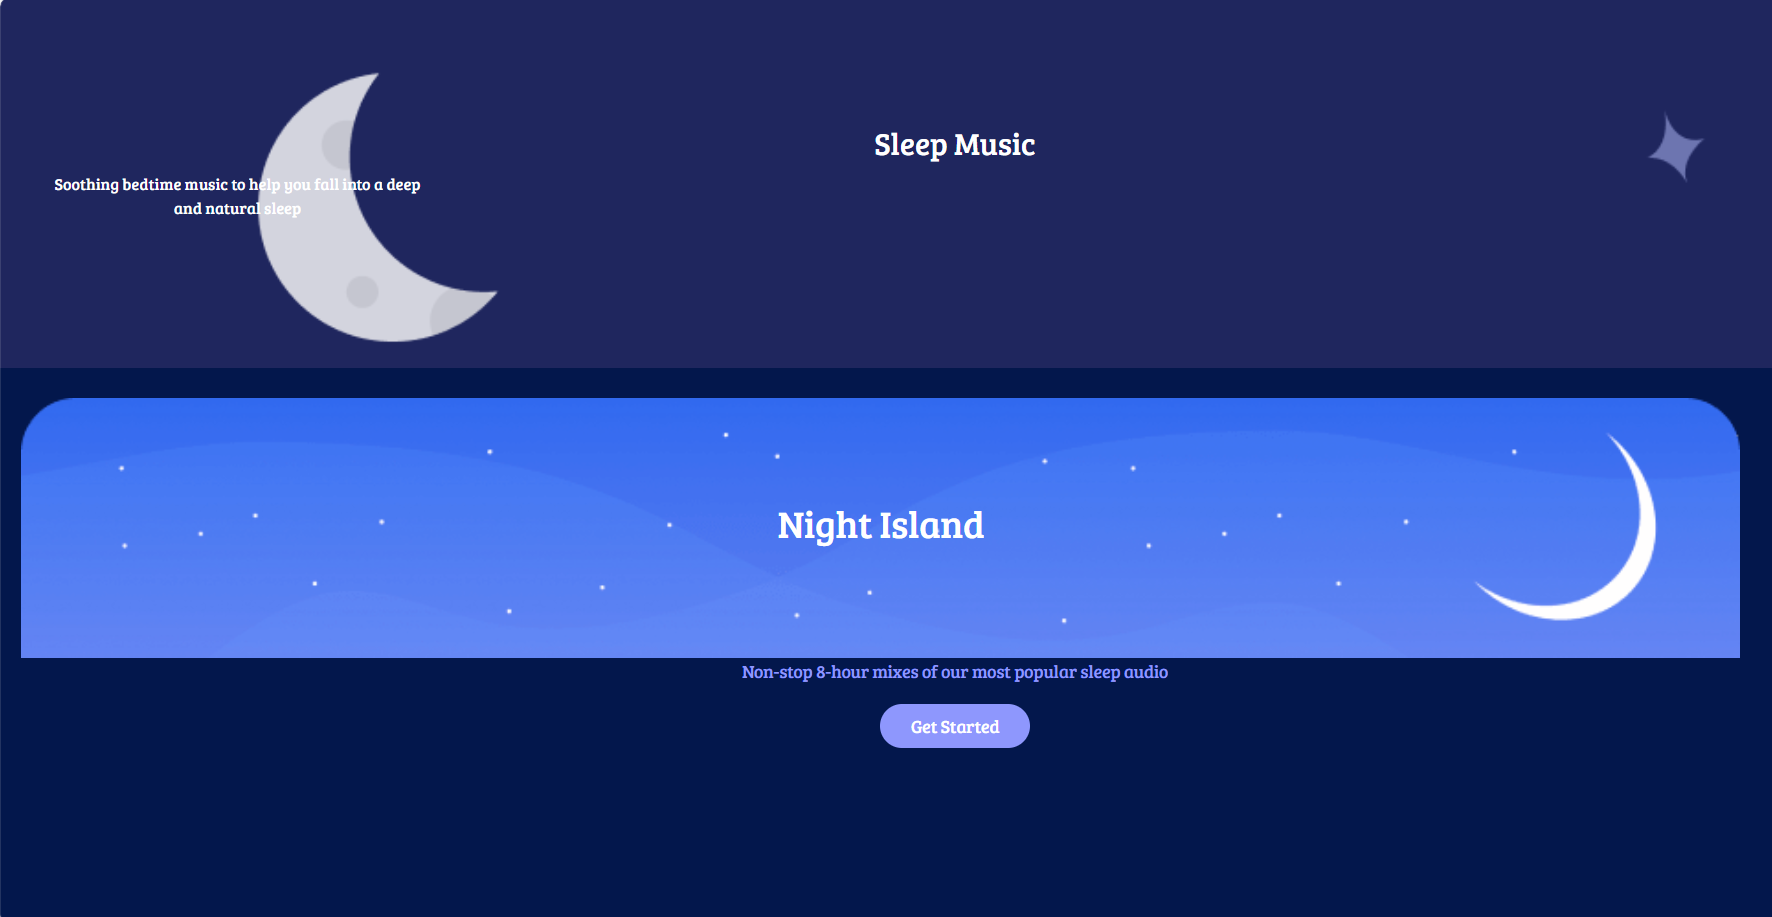 Sleep Music
Soothing bedtime music to help you fall into a deep
and natural sleep
Night Island
Non-stop 8-hour mixes of our most popular sleep audio
Get Started